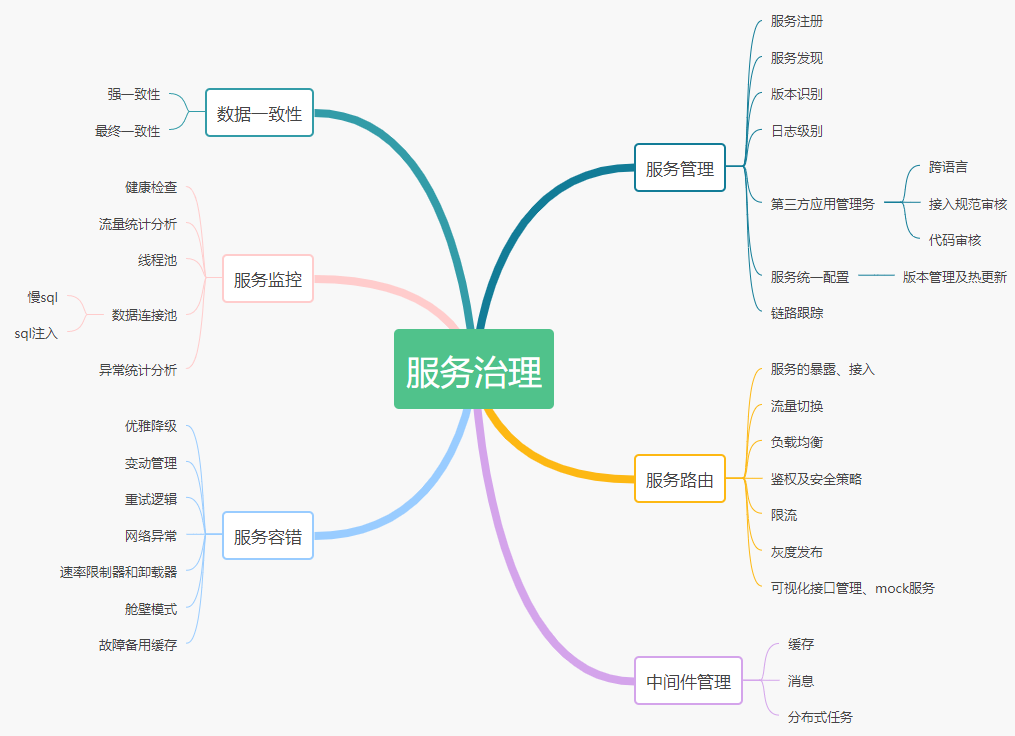 服务治理
服务管理
服务注册
服务发现
版本识别
日志级别
第三方应用管理务
跨语言
接入规范审核
代码审核
服务统一配置
版本管理及热更新
链路跟踪
服务路由
服务的暴露、接入
流量切换
负载均衡
鉴权及安全策略
限流
灰度发布
可视化接口管理、mock服务
中间件管理
缓存
消息
分布式任务
数据一致性
强一致性
最终一致性
服务监控
健康检查
流量统计分析
线程池
数据连接池
慢sql
sql注入
异常统计分析
服务容错
优雅降级
变动管理
重试逻辑
网络异常
速率限制器和卸载器
舱壁模式
故障备用缓存